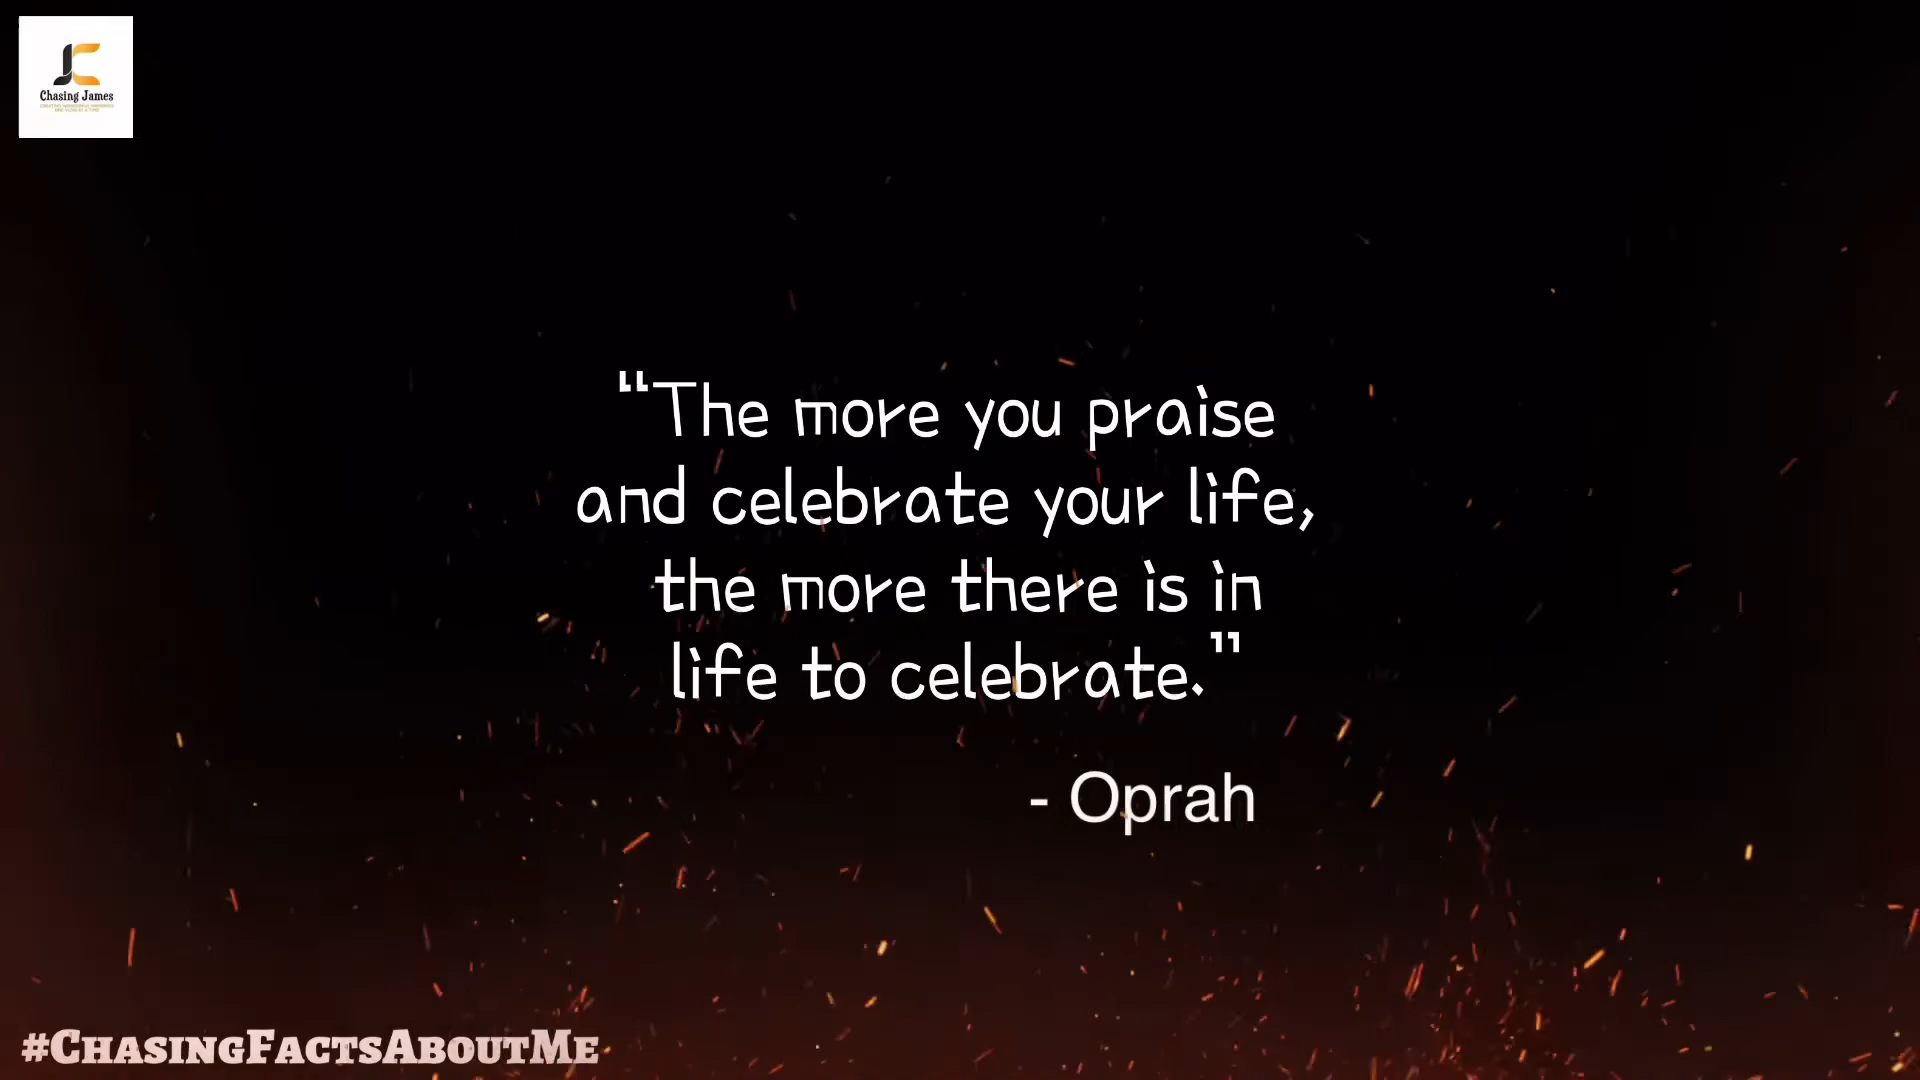 Chasing James
“The more you praise
and celebrate your life,
the more there is in
life to celebrate.”
- Oprah
#ChasingFactsAboutMe